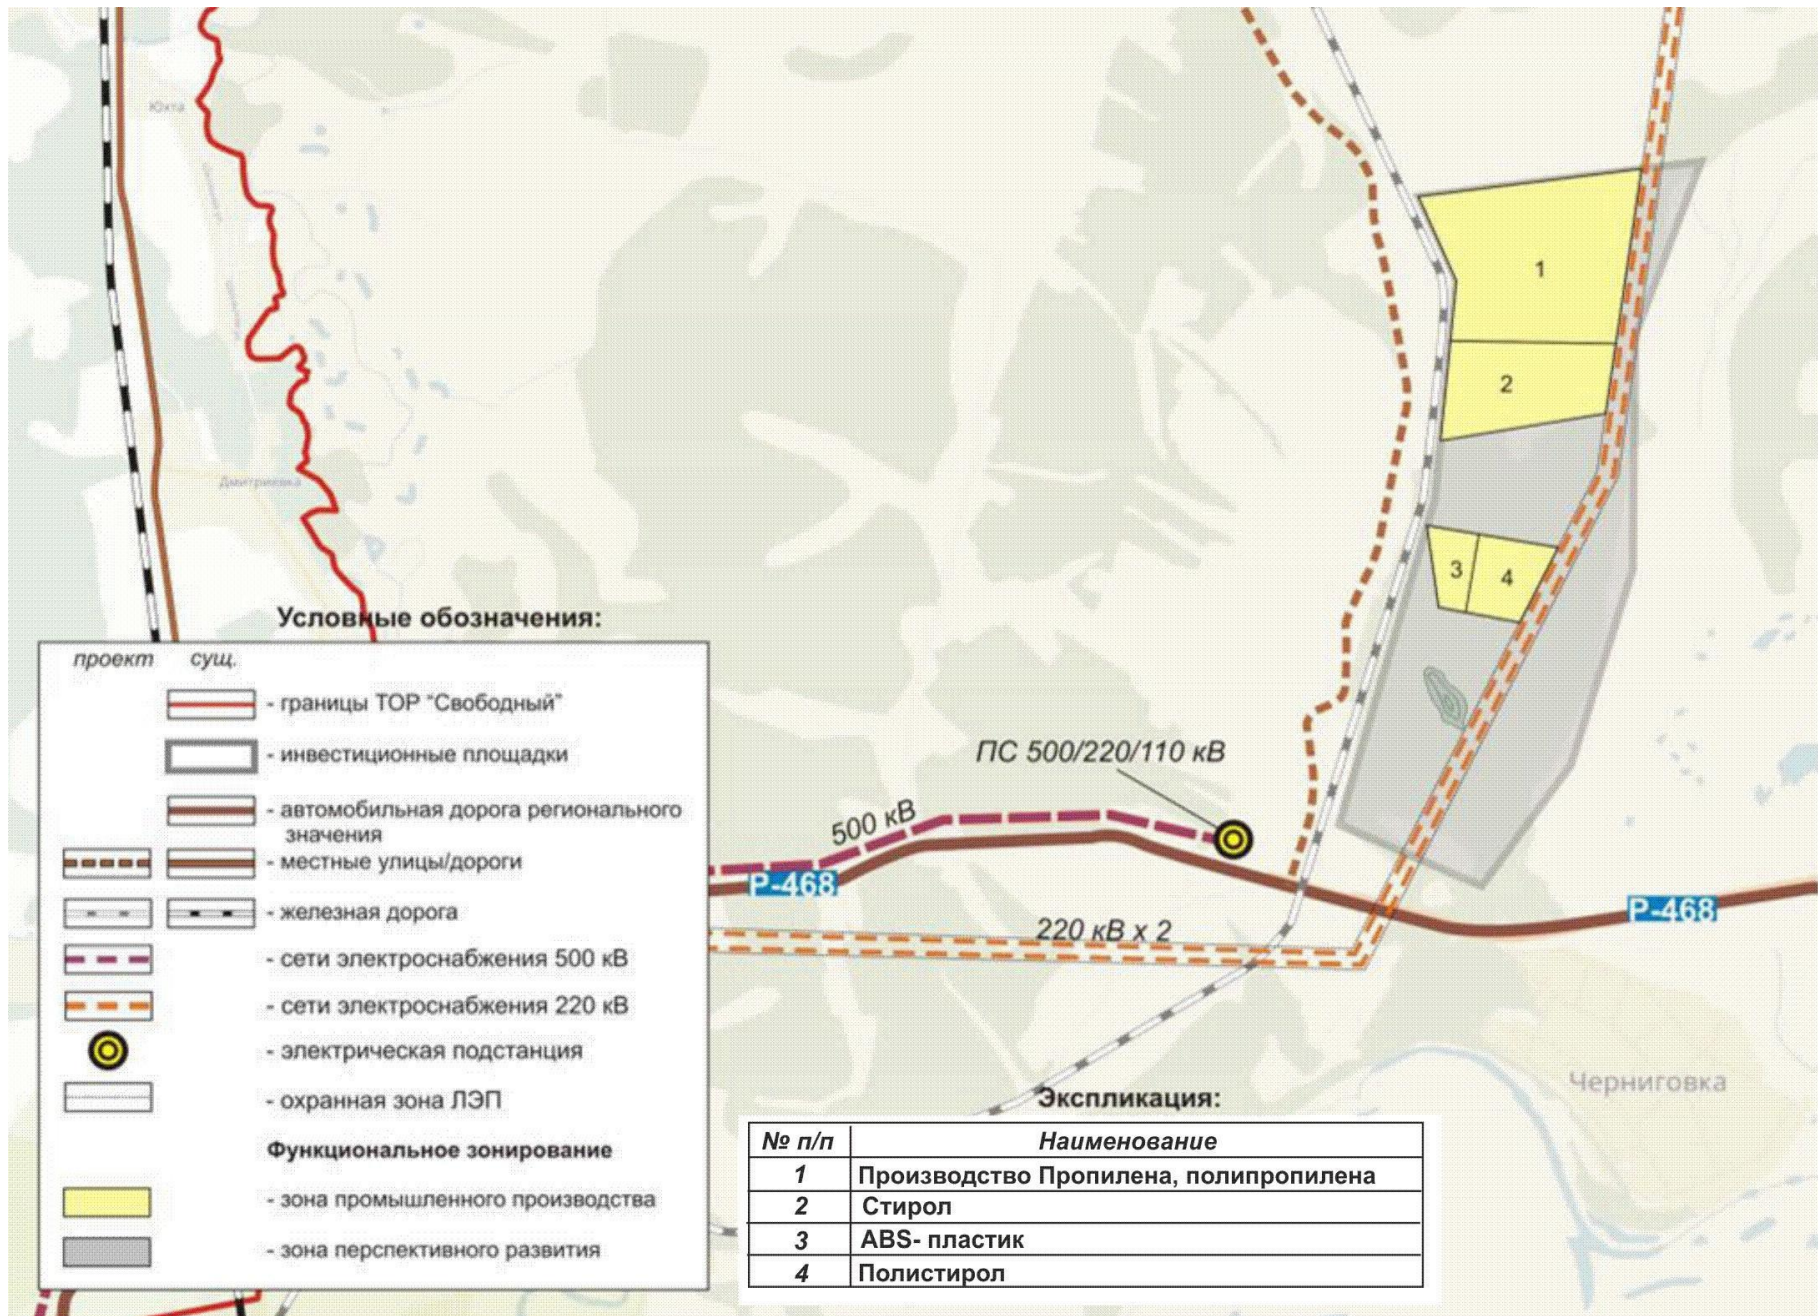 Юхта
Дмитриевка
1
2
3
4
ПС 500/220/110 кВ
500 кВ
Р-468
Р-468
220 кВ х 2
Черниговка
Условные обозначения:
проект сущ.
- границы ТОР "Свободный"
- инвестиционные площадки
- автомобильная дорога регионального
значения
- местные улицы/дороги
- железная дорога
- сети электроснабжения 500 кВ
- сети электроснабжения 220 кВ
- электрическая подстанция
- охранная зона ЛЭП
Функциональное зонирование
- зона промышленного производства
- зона перспективного развития
Экспликация:
№ п/п Наименование
1 Производство Пропилена, полипропилена
2 Стирол
3 ABS- пластик
4 Полистирол